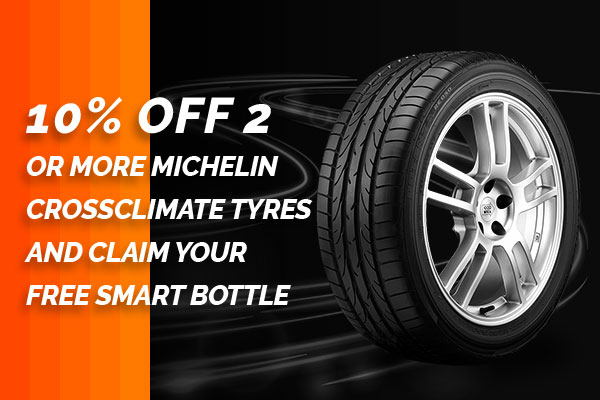 10% OFF 2
OR MORE MICHELIN
CROSSCLIMATE TYRES
AND CLAIM YOUR
FREE SMART BOTTLE